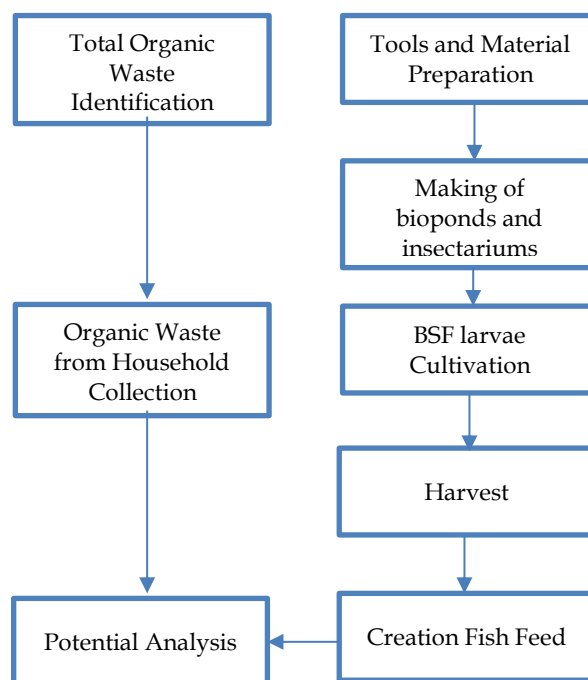 Total Organic
Waste
Identification
Organic Waste
from Household
Collection
Potential Analysis
Tools and Material
Preparation
Making of
bioponds and
insectariums
BSF larvae
Cultivation
Harvest
Creation Fish Feed